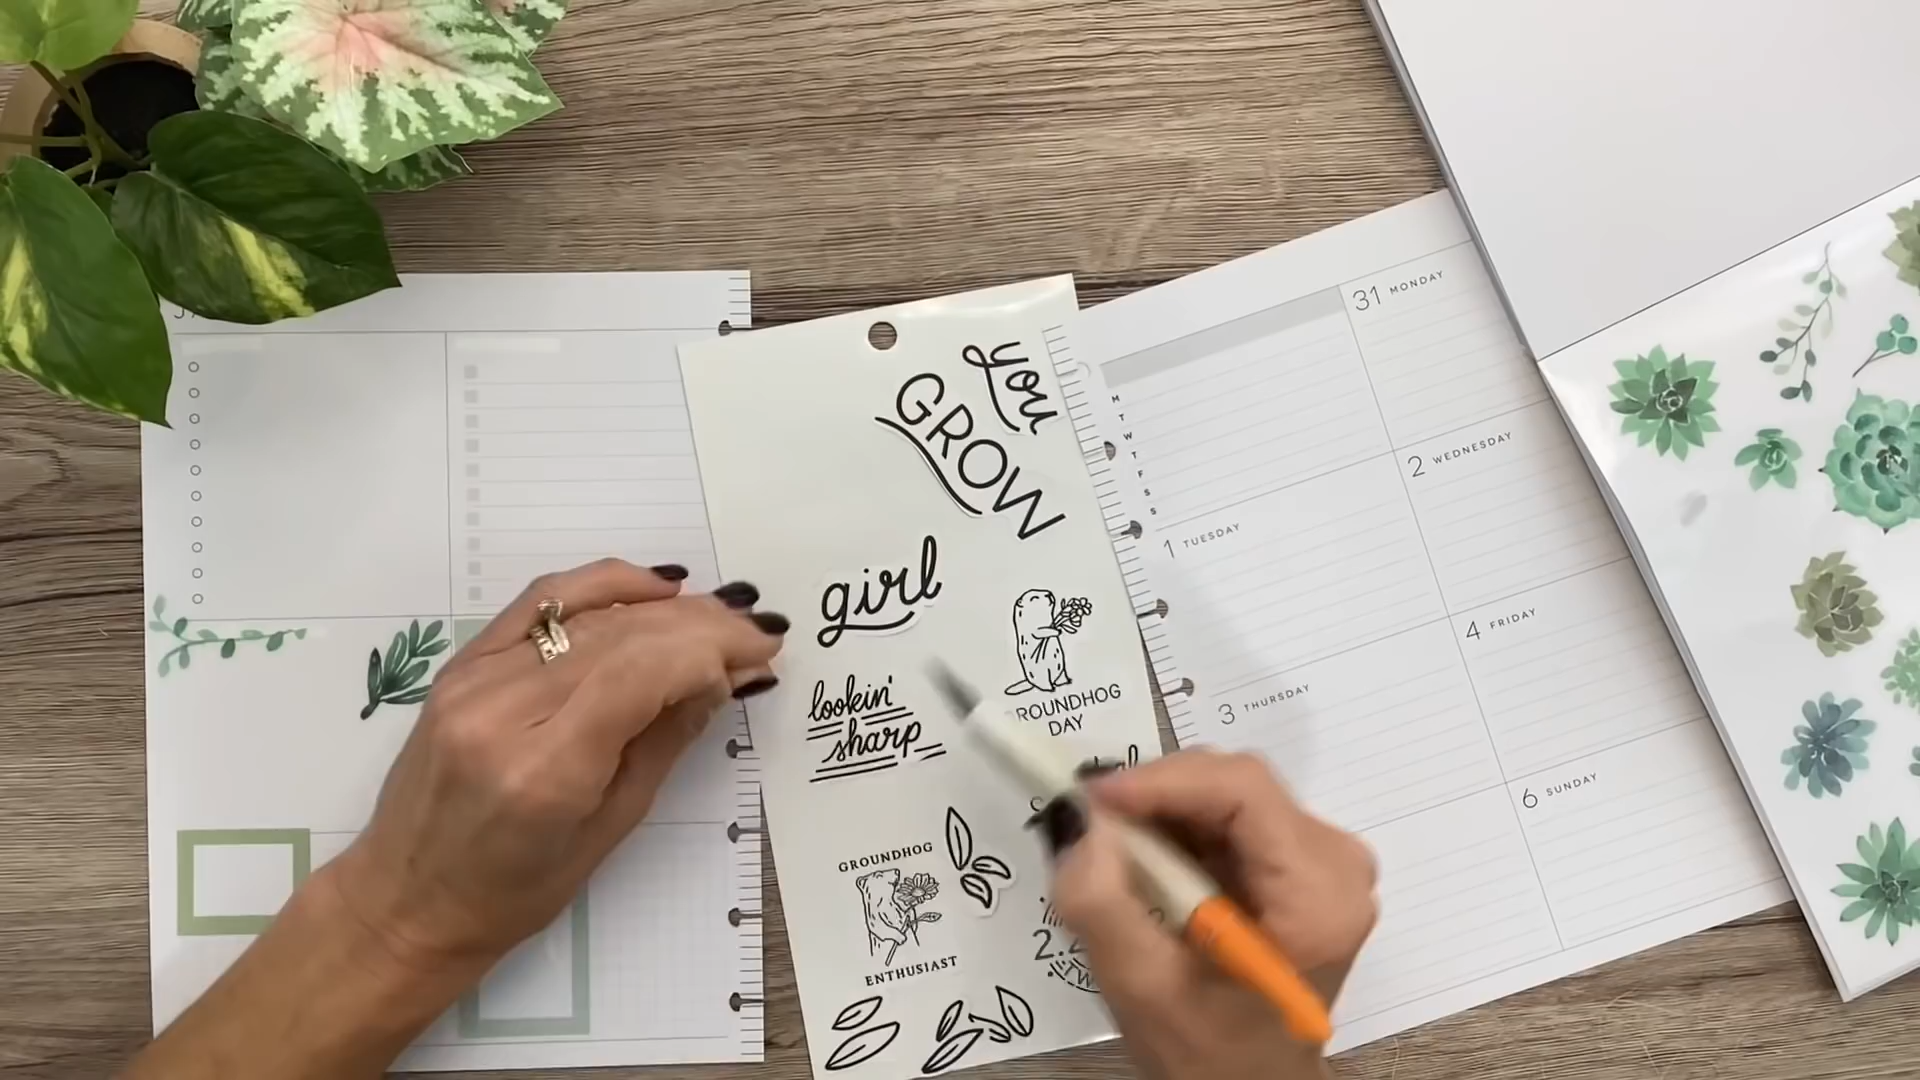 you
GROW
girl
lookin'
sharp
GROUNDHOG
DAY
GROUNDHOG
ENTHUSIAST
31 MONDAY
M
T
W
T
F
S
S
1 TUESDAY
2 WEDNESDAY
3 THURSDAY
4 FRIDAY
6 SUNDAY